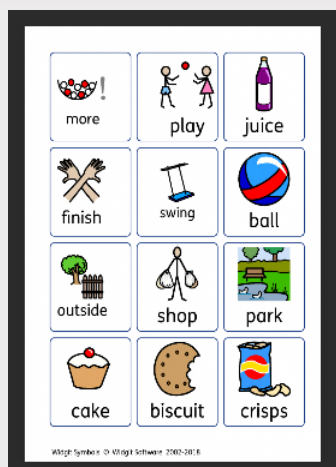 more
play
juice
finish
swing
ball
outside
shop
park
cake
biscuit
crisps
Widgit Symbols © Widgit Software 2002-2018